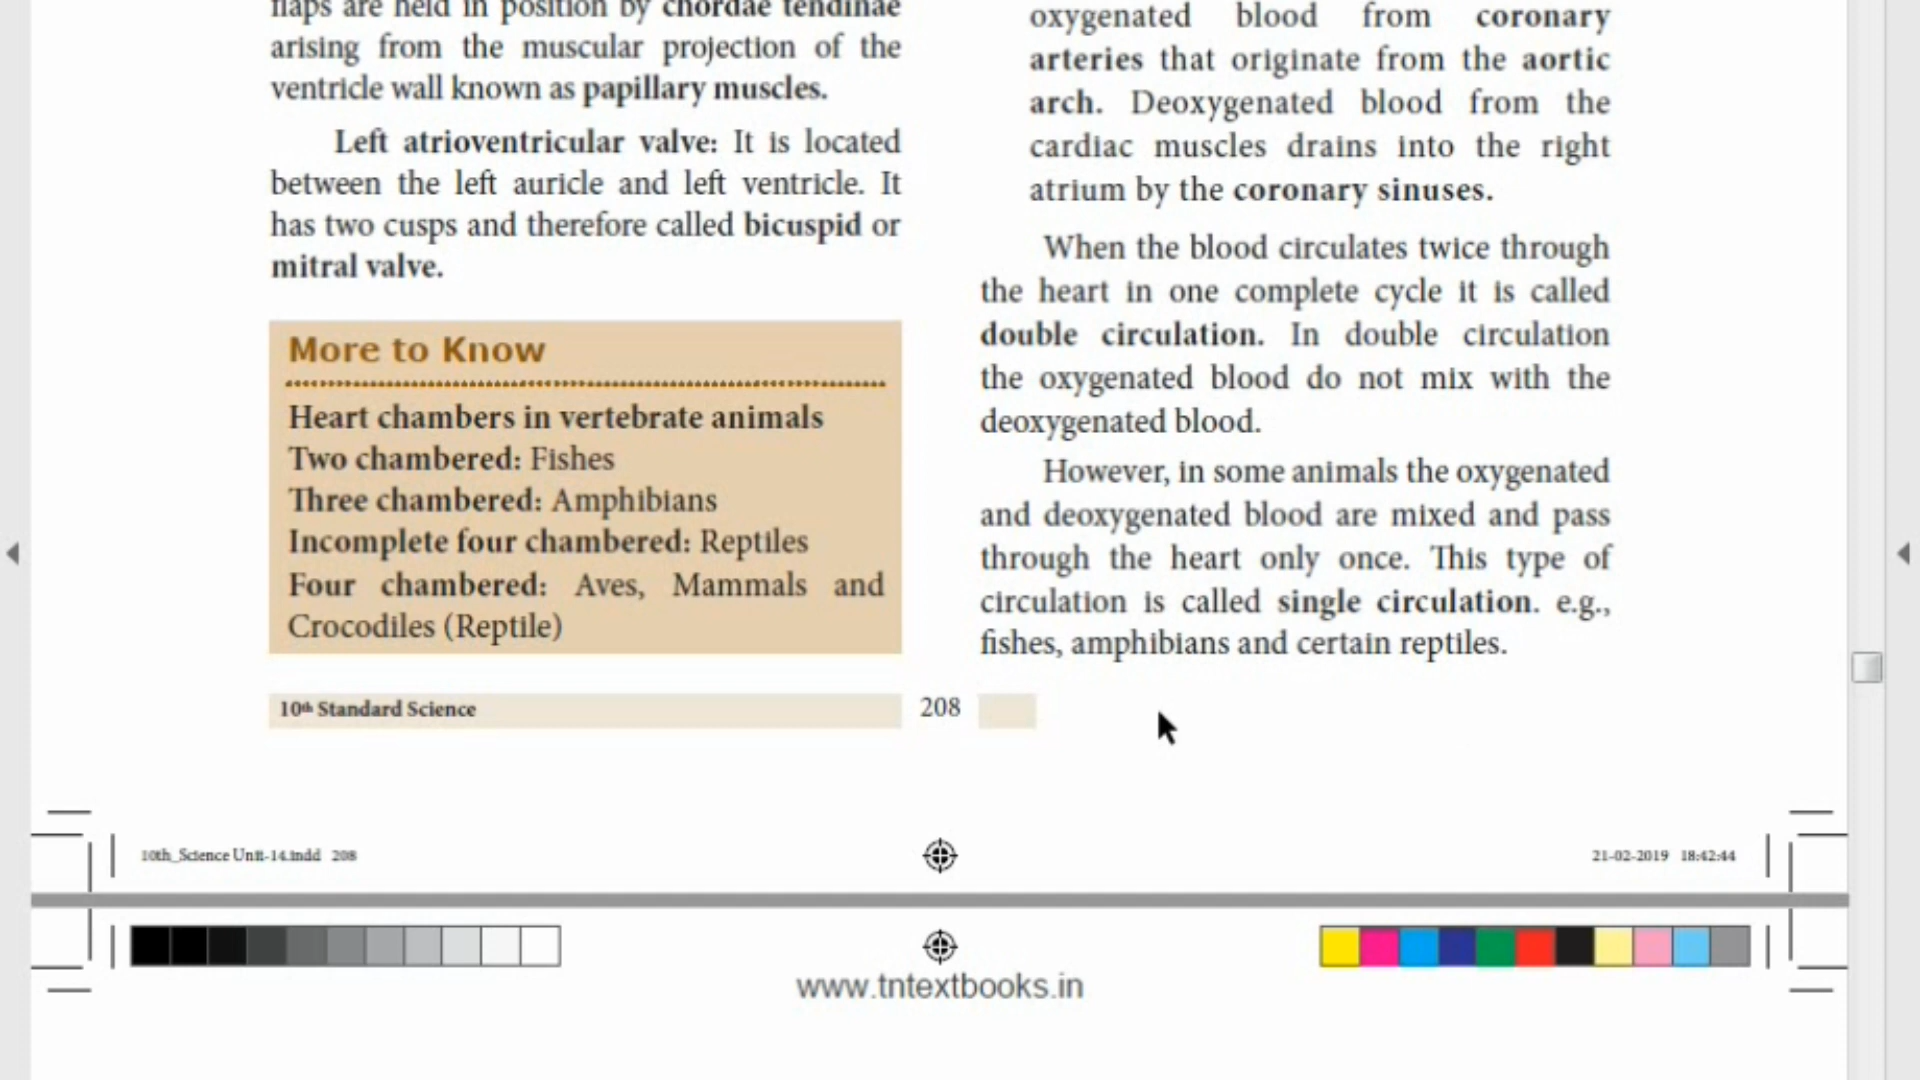 flaps are held in position by chordae tendinae
arising from the muscular projection of the
ventricle wall known as papillary muscles.
Left atrioventricular valve: It is located
between the left auricle and left ventricle. It
has two cusps and therefore called bicuspid or
mitral valve.
More to Know
Heart chambers in vertebrate animals
Two chambered: Fishes
Three chambered: Amphibians
Incomplete four chambered: Reptiles
Four chambered: Aves, Mammals and
Crocodiles (Reptile)
oxygenated blood from coronary
arteries that originate from the aortic
arch. Deoxygenated blood from the
cardiac muscles drains into the right
atrium by the coronary sinuses.
When the blood circulates twice through
the heart in one complete cycle it is called
double circulation. In double circulation
the oxygenated blood do not mix with the
deoxygenated blood.
However, in some animals the oxygenated
and deoxygenated blood are mixed and pass
through the heart only once. This type of
circulation is called single circulation. e.g.,
fishes, amphibians and certain reptiles.
10th Standard Science
208
10th_Science Unit-14.indd 208
21-02-2019 18:42:44
www.tntextbooks.in